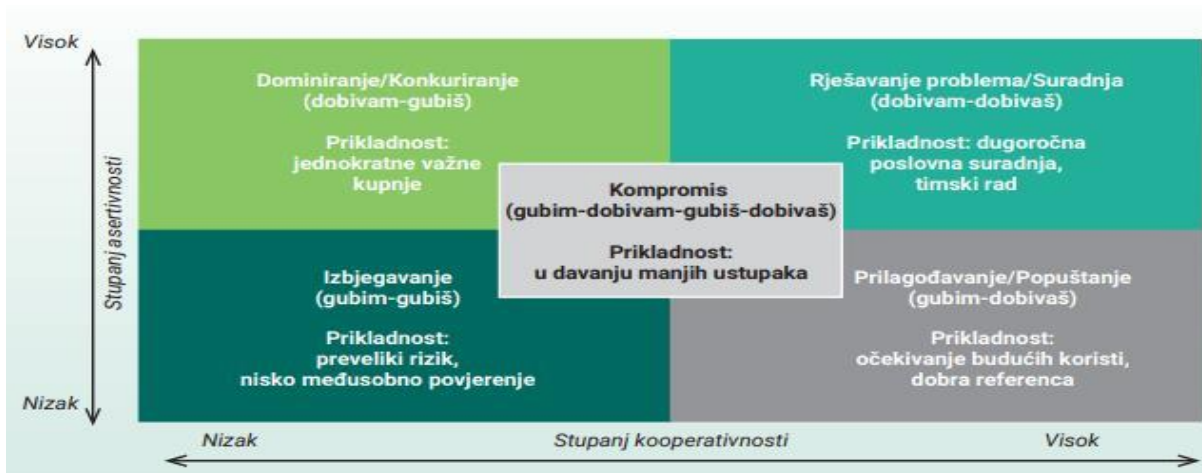 Visok
Stupanj asertivnosti
Nizak
Dominiranje/Konkuriranje
(dobivam-gubiš)
Prikladnost:
jednokratne važne
kupnje
Rješavanje problema/Suradnja
(dobivam-dobivaš)
Prikladnost: dugoročna
poslovna suradnja,
timski rad
Kompromis
(gubim-dobivam-gubiš-dobivaš)
Prikladnost:
u davanju manjih ustupaka
Izbjegavanje
(gubim-gubiš)
Prikladnost:
preveliki rizik,
nisko međusobno povjerenje
Prilagođavanje/Popuštanje
(gubim-dobivaš)
Prikladnost:
očekivanje budućih koristi,
dobra referenca
Nizak
Stupanj kooperativnosti
Visok